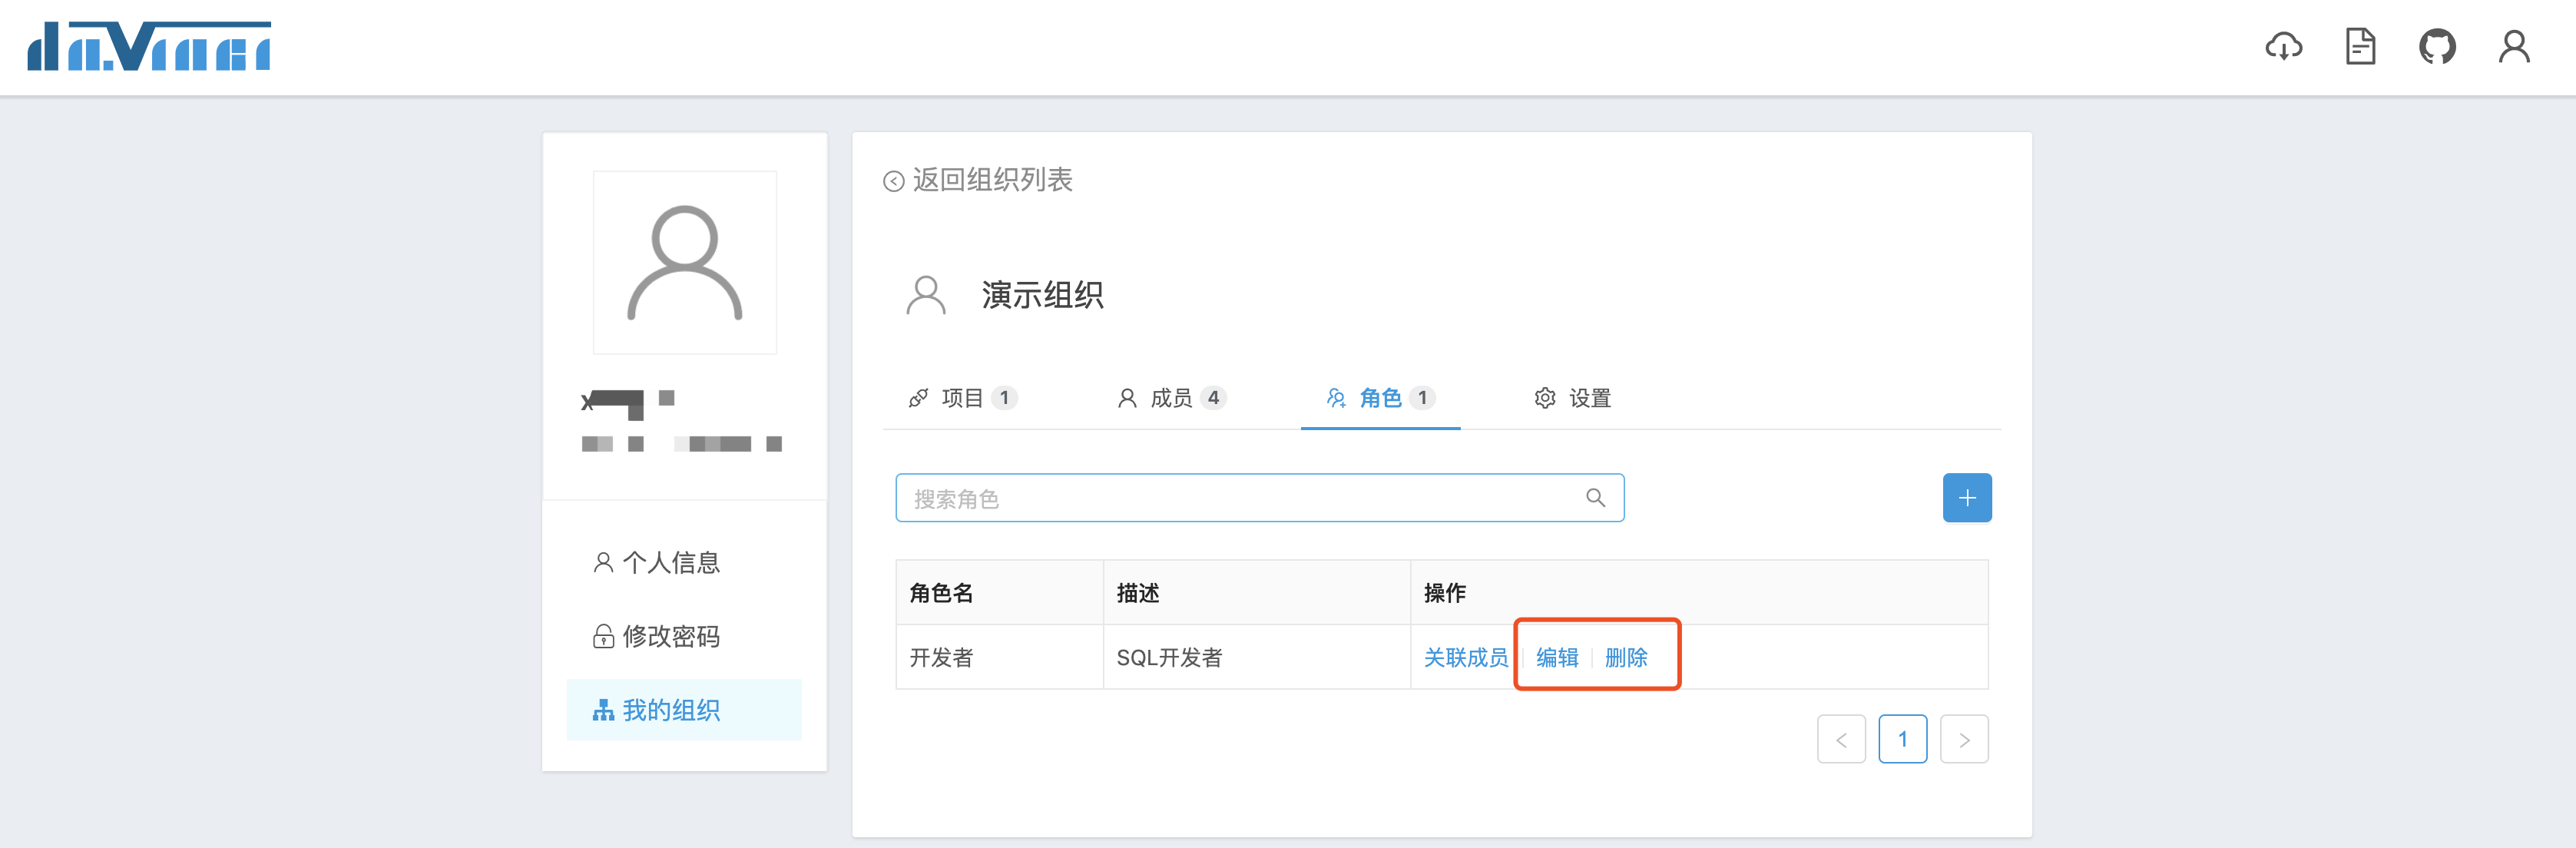 da.Vinci
返回组织列表
演示组织
项目 1 成员 4 角色 1 设置
搜索角色
个人信息
修改密码
我的组织
角色名 描述 操作
开发者 SQL开发者 关联成员 编辑 删除
< 1 >